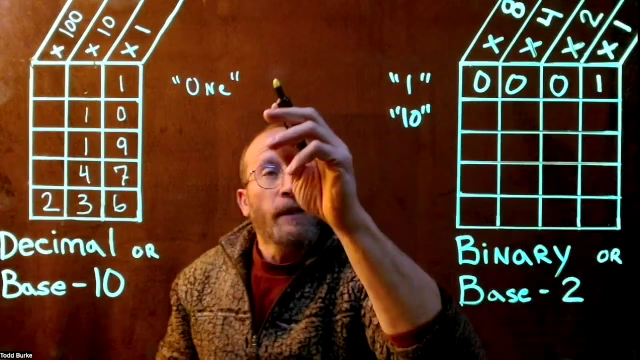 x 100 x 10 x 1
1
1 0
1 9
4 7
2 3 6
Decimal or
Base-10
"One"
"1"
"10"
x 8 x 4 x 2 x 1
0 0 0 1
Binary or
Base-2
Todd Burke